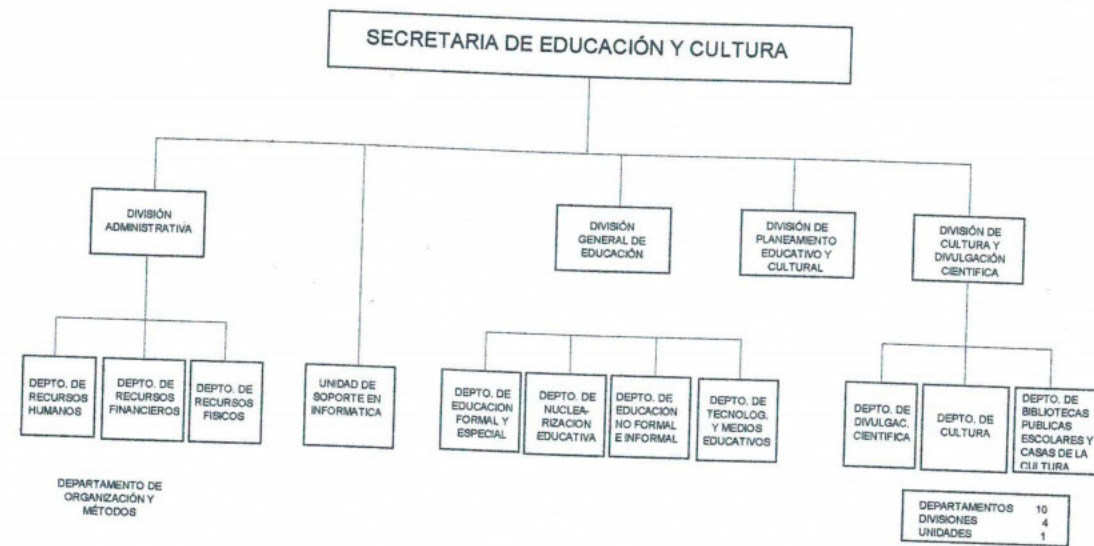 SECRETARIA DE EDUCACIÓN Y CULTURA
DIVISIÓN
ADMINISTRATIVA
DIVISIÓN
GENERAL DE
EDUCACIÓN
DIVISIÓN DE
PLANEAMIENTO
EDUCATIVO Y
CULTURAL
DIVISIÓN DE
CULTURA Y
DIVULGACIÓN
CIENTIFICA
DEPTO. DE
RECURSOS
HUMANOS
DEPTO. DE
RECURSOS
FINANCIEROS
DEPTO. DE
RECURSOS
FISICOS
UNIDAD DE
SOPORTE EN
INFORMATICA
DEPTO. DE
EDUCACION
FORMAL Y
ESPECIAL
DEPTO. DE
NUCLEA-
RIZACION
EDUCATIVA
DEPTO. DE
EDUCACION
NO FORMAL
E INFORMAL
DEPTO. DE
TECNOLOG.
Y MEDIOS
EDUCATIVOS
DEPTO. DE
DIVULGAC.
CIENTIFICA
DEPTO. DE
CULTURA
DEPTO. DE
BIBLIOTECAS
PUBLICAS
ESCOLARES Y
CASAS DE LA
CULTURA
DEPARTAMENTO DE
ORGANIZACIÓN Y
MÉTODOS
DEPARTAMENTOS 10
DIVISIONES 4
UNIDADES 1